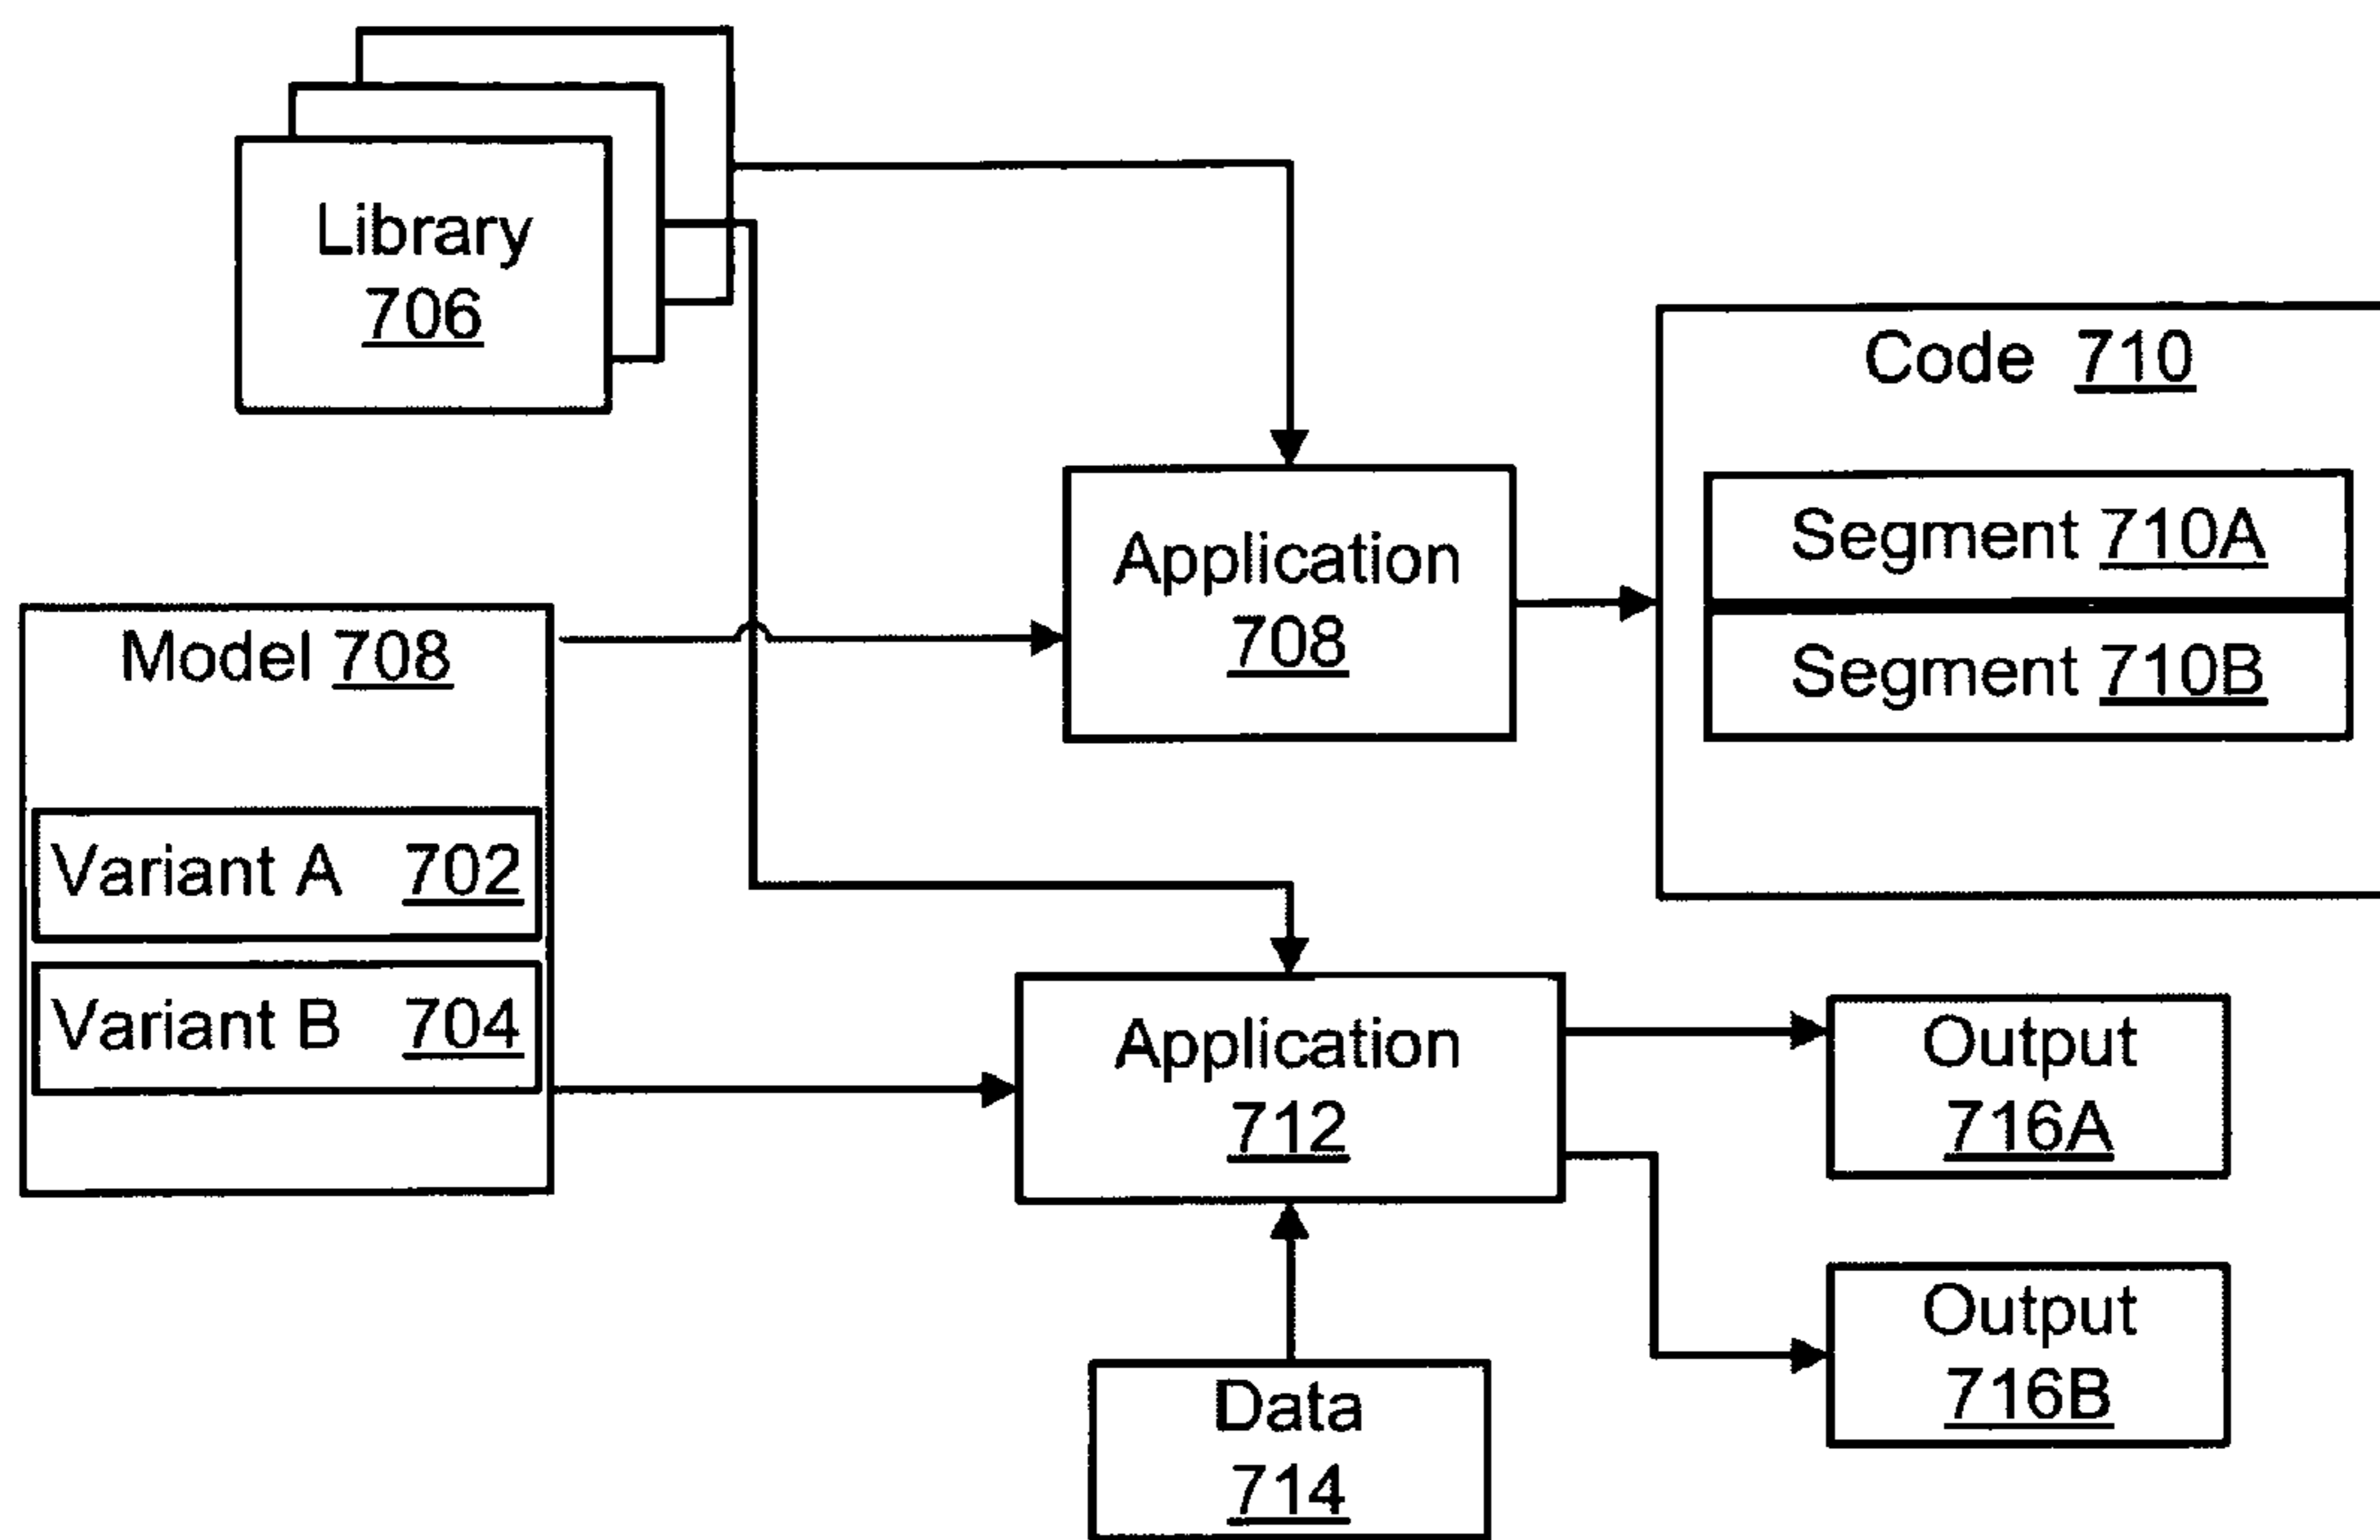 Library
706
Code 710
Segment 710A
Segment 710B
Application
708
Model 708
Variant A 702
Variant B 704
Application
712
Output
716A
Output
716B
Data
714